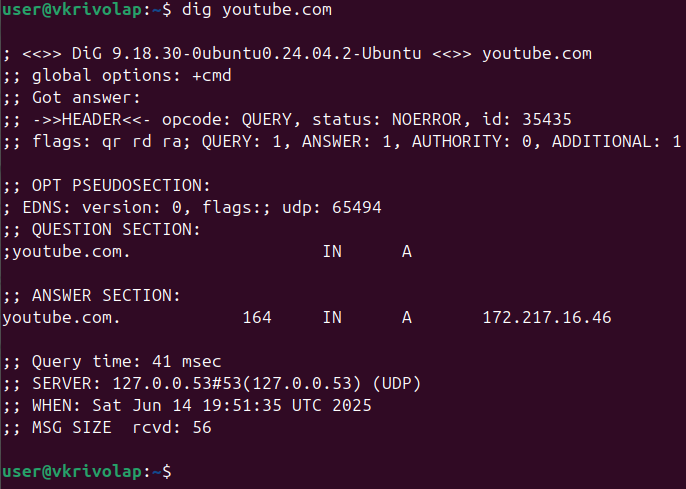 user@vkrivolap:~$ dig youtube.com
; <<>> DiG 9.18.30-0ubuntu0.24.04.2-Ubuntu <<>> youtube.com
;; global options: +cmd
;; Got answer:
;; ->>HEADER<<- opcode: QUERY, status: NOERROR, id: 35435
;; flags: qr rd ra; QUERY: 1, ANSWER: 1, AUTHORITY: 0, ADDITIONAL: 1
;; OPT PSEUDOSECTION:
; EDNS: version: 0, flags:; udp: 65494
;; QUESTION SECTION:
;youtube.com. IN A
;; ANSWER SECTION:
youtube.com. 164 IN A 172.217.16.46
;; Query time: 41 msec
;; SERVER: 127.0.0.53#53(127.0.0.53) (UDP)
;; WHEN: Sat Jun 14 19:51:35 UTC 2025
;; MSG SIZE rcvd: 56
user@vkrivolap:~$